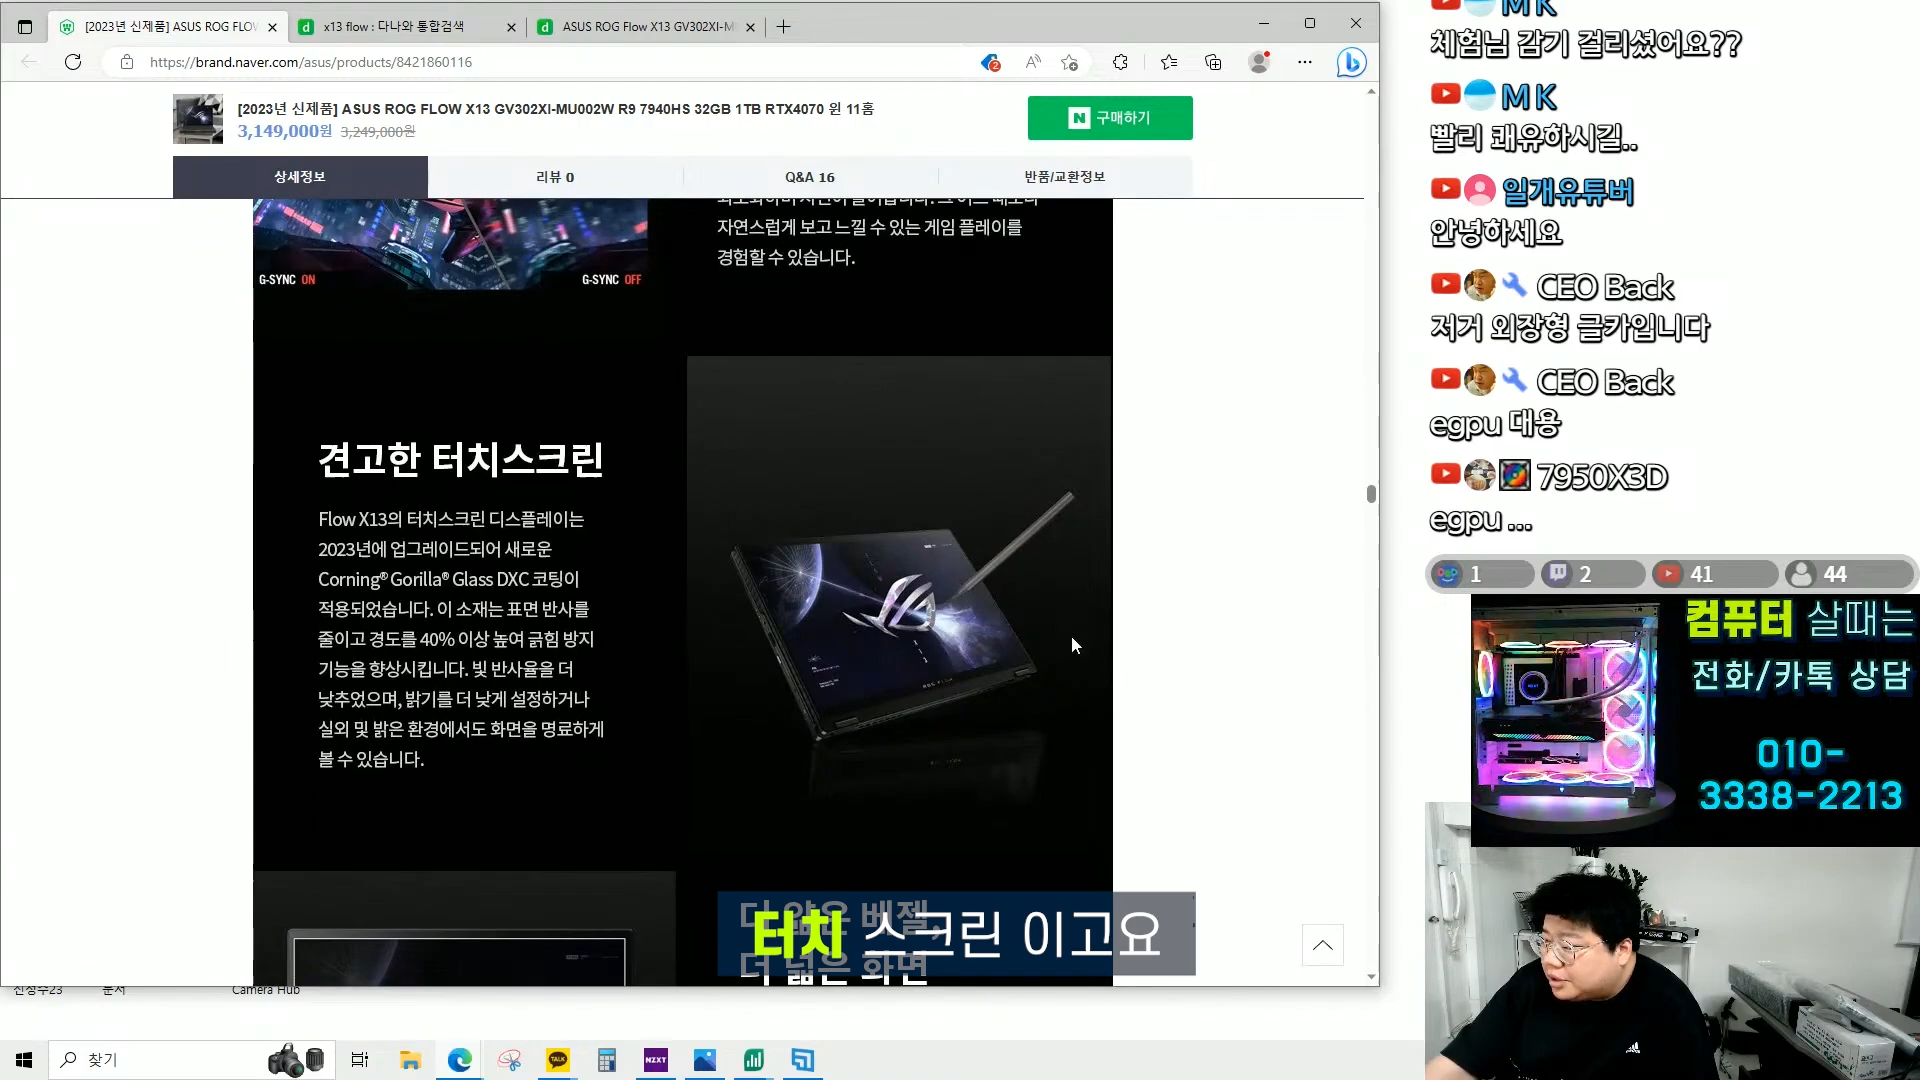 [2023년 신제품] ASUS ROG FLOW
x13 flow : 다나와 통합검색
ASUS ROG Flow X13 GV302XI-M
https://brand.naver.com/asus/products/8421860116
[2023년 신제품] ASUS ROG FLOW X13 GV302XI-MU002W R9 7940HS 32GB 1TB RTX4070 윈 11홈
3,149,000원 3,249,000원
N 구매하기
상세정보
리뷰 0
Q&A 16
반품/교환정보
자연스럽게 보고 느낄 수 있는 게임 플레이를
경험할 수 있습니다.
G-SYNC ON
G-SYNC OFF
견고한 터치스크린
Flow X13의 터치스크린 디스플레이는
2023년에 업그레이드되어 새로운
Corning® Gorilla® Glass DXC 코팅이
적용되었습니다. 이 소재는 표면 반사를
줄이고 경도를 40% 이상 높여 긁힘 방지
기능을 향상시킵니다. 빛 반사율을 더
낮추었으며, 밝기를 더 낮게 설정하거나
실외 및 밝은 환경에서도 화면을 명료하게
볼 수 있습니다.
더 얇은 베젤,
더 넓은 화면
터치 스크린 이고요
문서
Camera Hub
찾기
TALK
NZXT
M K
체험님 감기 걸리셨어요??
M K
빨리 쾌유하시길..
일개유튜버
안녕하세요
CEO Back
저거 외장형 글카입니다
CEO Back
egpu 대용
7950X3D
egpu ...
1
2
41
44
컴퓨터 살때는
전화/카톡 상담
010-
3338-2213